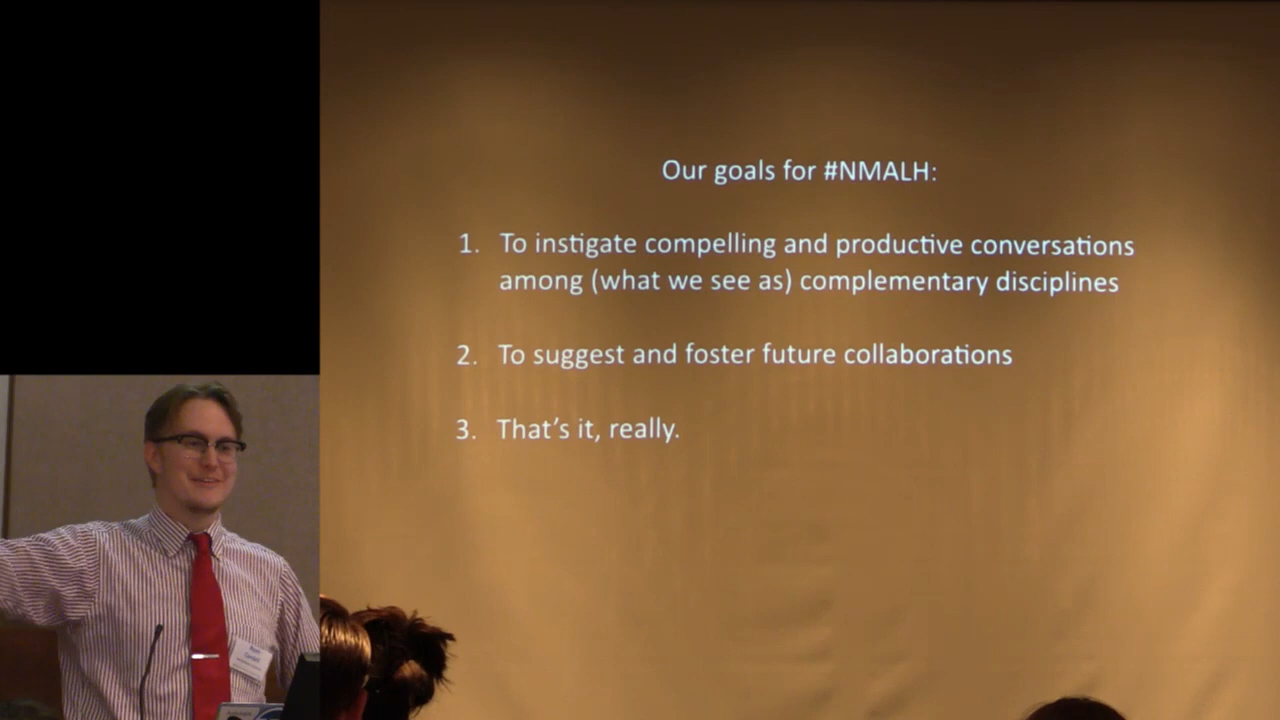 Our goals for #NMALH:
1. To instigate compelling and productive conversations
among (what we see as) complementary disciplines
2. To suggest and foster future collaborations
3. That's it, really.